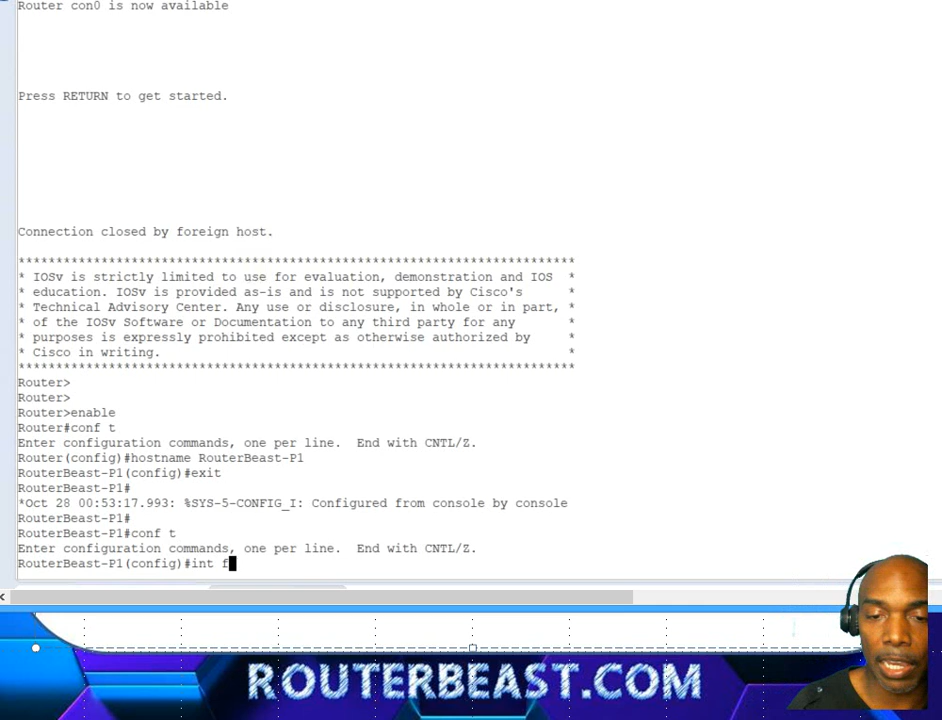 Router con0 is now available
Press RETURN to get started.
Connection closed by foreign host.
**************************************************************************
* IOSv is strictly limited to use for evaluation, demonstration and IOS  *
* education. IOSv is provided as-is and is not supported by Cisco's      *
* Technical Advisory Center. Any use or disclosure, in whole or in part, *
* of the IOSv Software or Documentation to any third party for any       *
* purposes is expressly prohibited except as otherwise authorized by     *
* Cisco in writing.                                                      *
**************************************************************************
Router>
Router>
Router>enable
Router#conf t
Enter configuration commands, one per line.  End with CNTL/Z.
Router(config)#hostname RouterBeast-P1
RouterBeast-P1(config)#exit
RouterBeast-P1#
*Oct 28 00:53:17.993: %SYS-5-CONFIG_I: Configured from console by console
RouterBeast-P1#
RouterBeast-P1#conf t
Enter configuration commands, one per line.  End with CNTL/Z.
RouterBeast-P1(config)#int f
ROUTERBEAST.COM